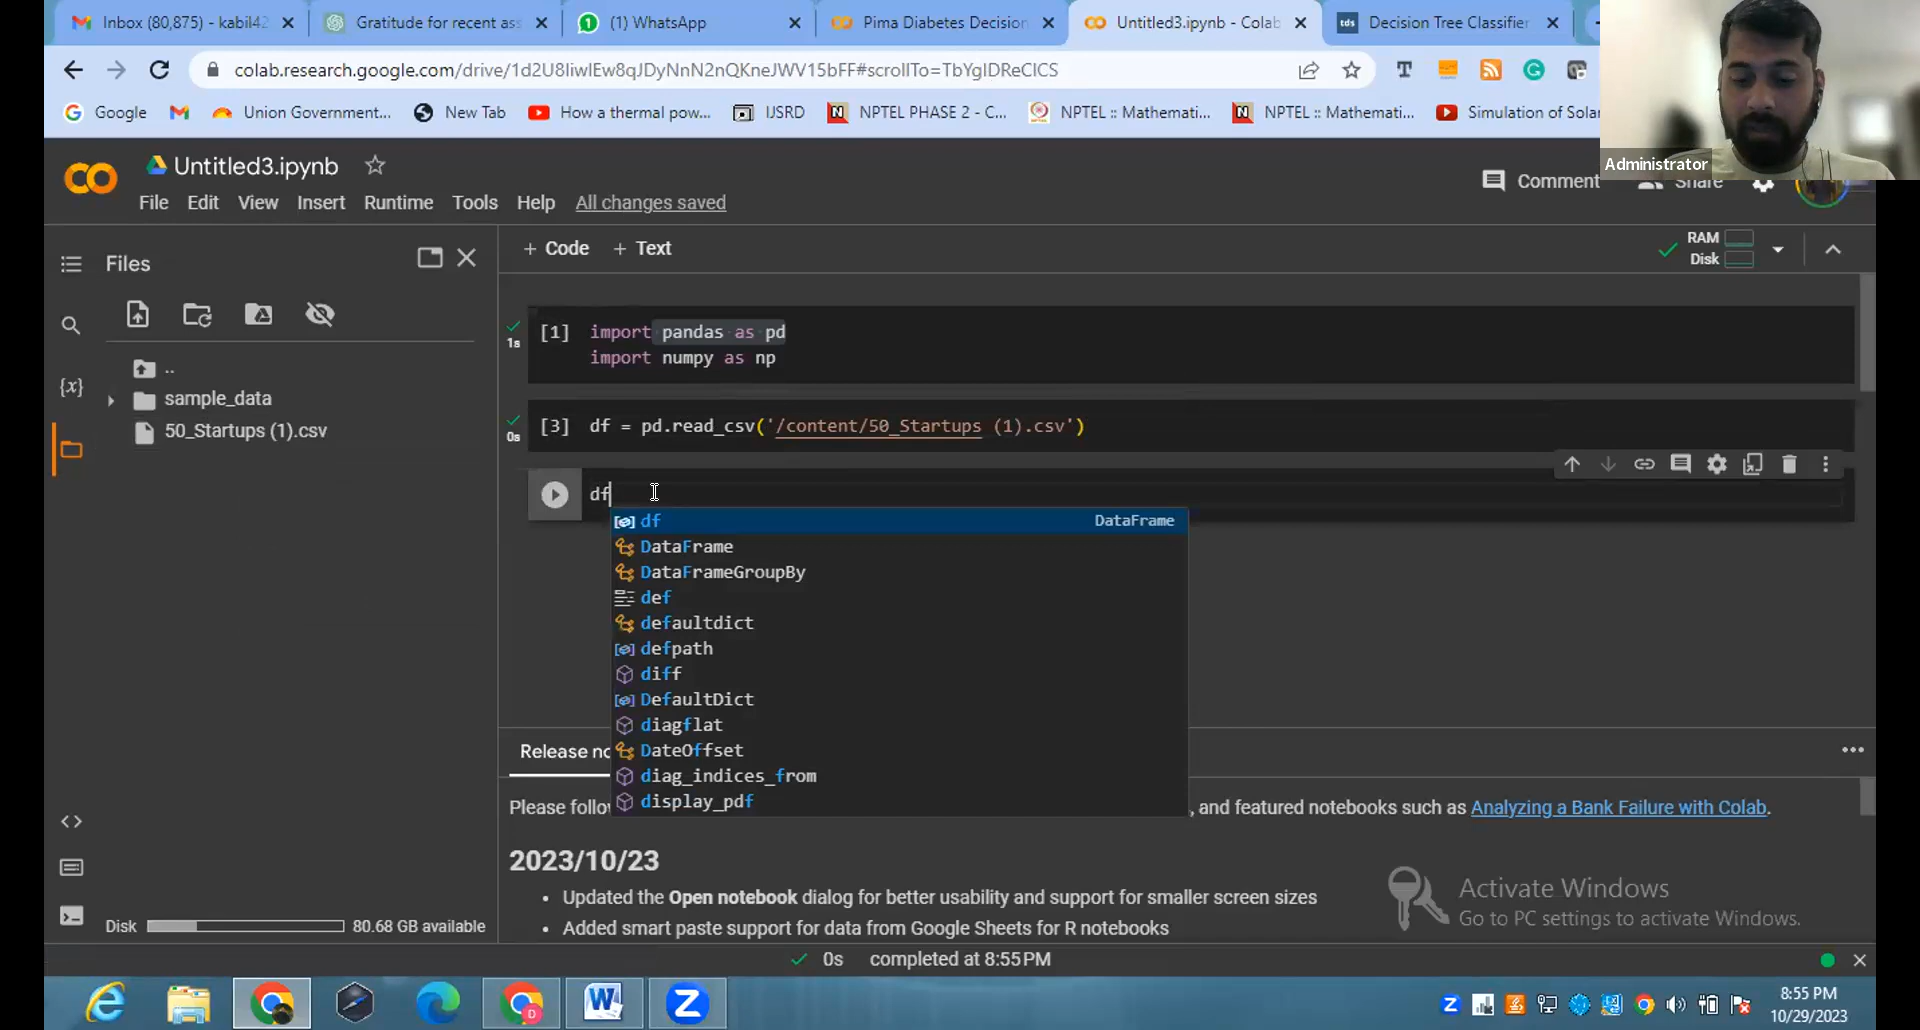 Inbox (80,875) - kabil42
Gratitude for recent ass
(1) WhatsApp
Pima Diabetes Decision
Untitled3.ipynb - Colab
tds
Decision Tree Classifier
colab.research.google.com/drive/1d2U8IiwlEw8qJDyNnN2nQKneJWV15bFF#scrollTo=TbYglDReClCS
Google
Union Government...
New Tab
How a thermal pow...
IJSRD
NPTEL PHASE 2 - C...
NPTEL :: Mathemati...
NPTEL :: Mathemati...
Simulation of Solar
Administrator
Untitled3.ipynb
Comment
Share
File Edit View Insert Runtime Tools Help All changes saved
Files
+ Code + Text
RAM
Disk
..
sample_data
50_Startups (1).csv
1s
[1] import pandas as pd
import numpy as np
0s
[3] df = pd.read_csv('/content/50_Startups (1).csv')
df
df DataFrame
DataFrame
DataFrameGroupBy
def
defaultdict
defpath
diff
DefaultDict
diagflat
DateOffset
diag_indices_from
display_pdf
Release no
Please follo
, and featured notebooks such as Analyzing a Bank Failure with Colab.
2023/10/23
• Updated the Open notebook dialog for better usability and support for smaller screen sizes
• Added smart paste support for data from Google Sheets for R notebooks
Activate Windows
Go to PC settings to activate Windows.
Disk 80.68 GB available
0s completed at 8:55 PM
8:55 PM
10/29/2023